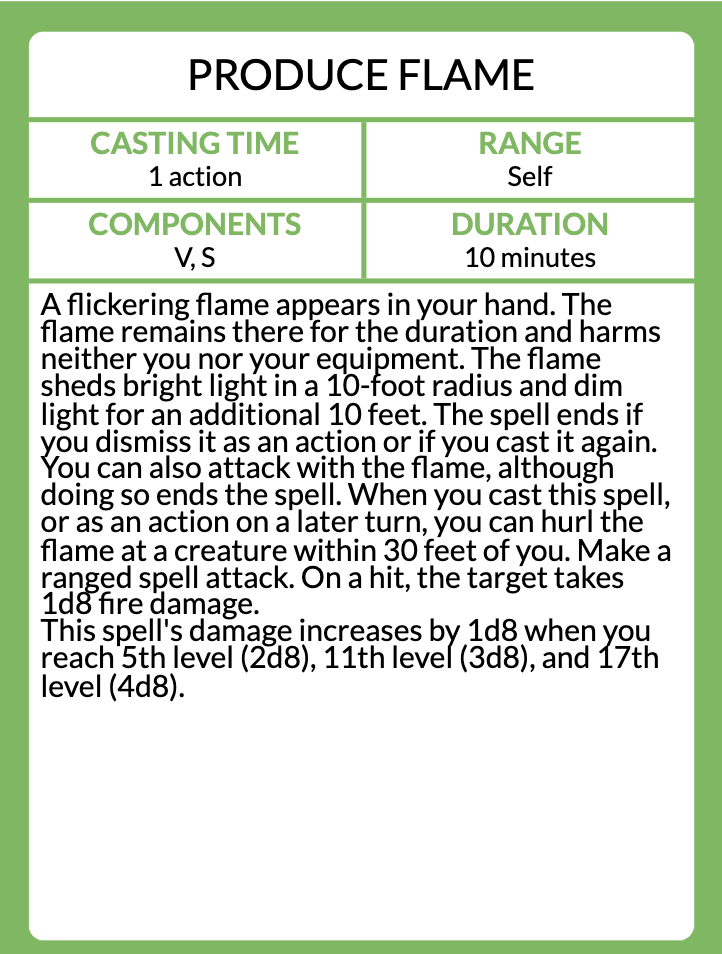 PRODUCE FLAME
CASTING TIME
1 action
RANGE
Self
COMPONENTS
V, S
DURATION
10 minutes
A flickering flame appears in your hand. The
flame remains there for the duration and harms
neither you nor your equipment. The flame
sheds bright light in a 10-foot radius and dim
light for an additional 10 feet. The spell ends if
you dismiss it as an action or if you cast it again.
You can also attack with the flame, although
doing so ends the spell. When you cast this spell,
or as an action on a later turn, you can hurl the
flame at a creature within 30 feet of you. Make a
ranged spell attack. On a hit, the target takes
1d8 fire damage.
This spell's damage increases by 1d8 when you
reach 5th level (2d8), 11th level (3d8), and 17th
level (4d8).